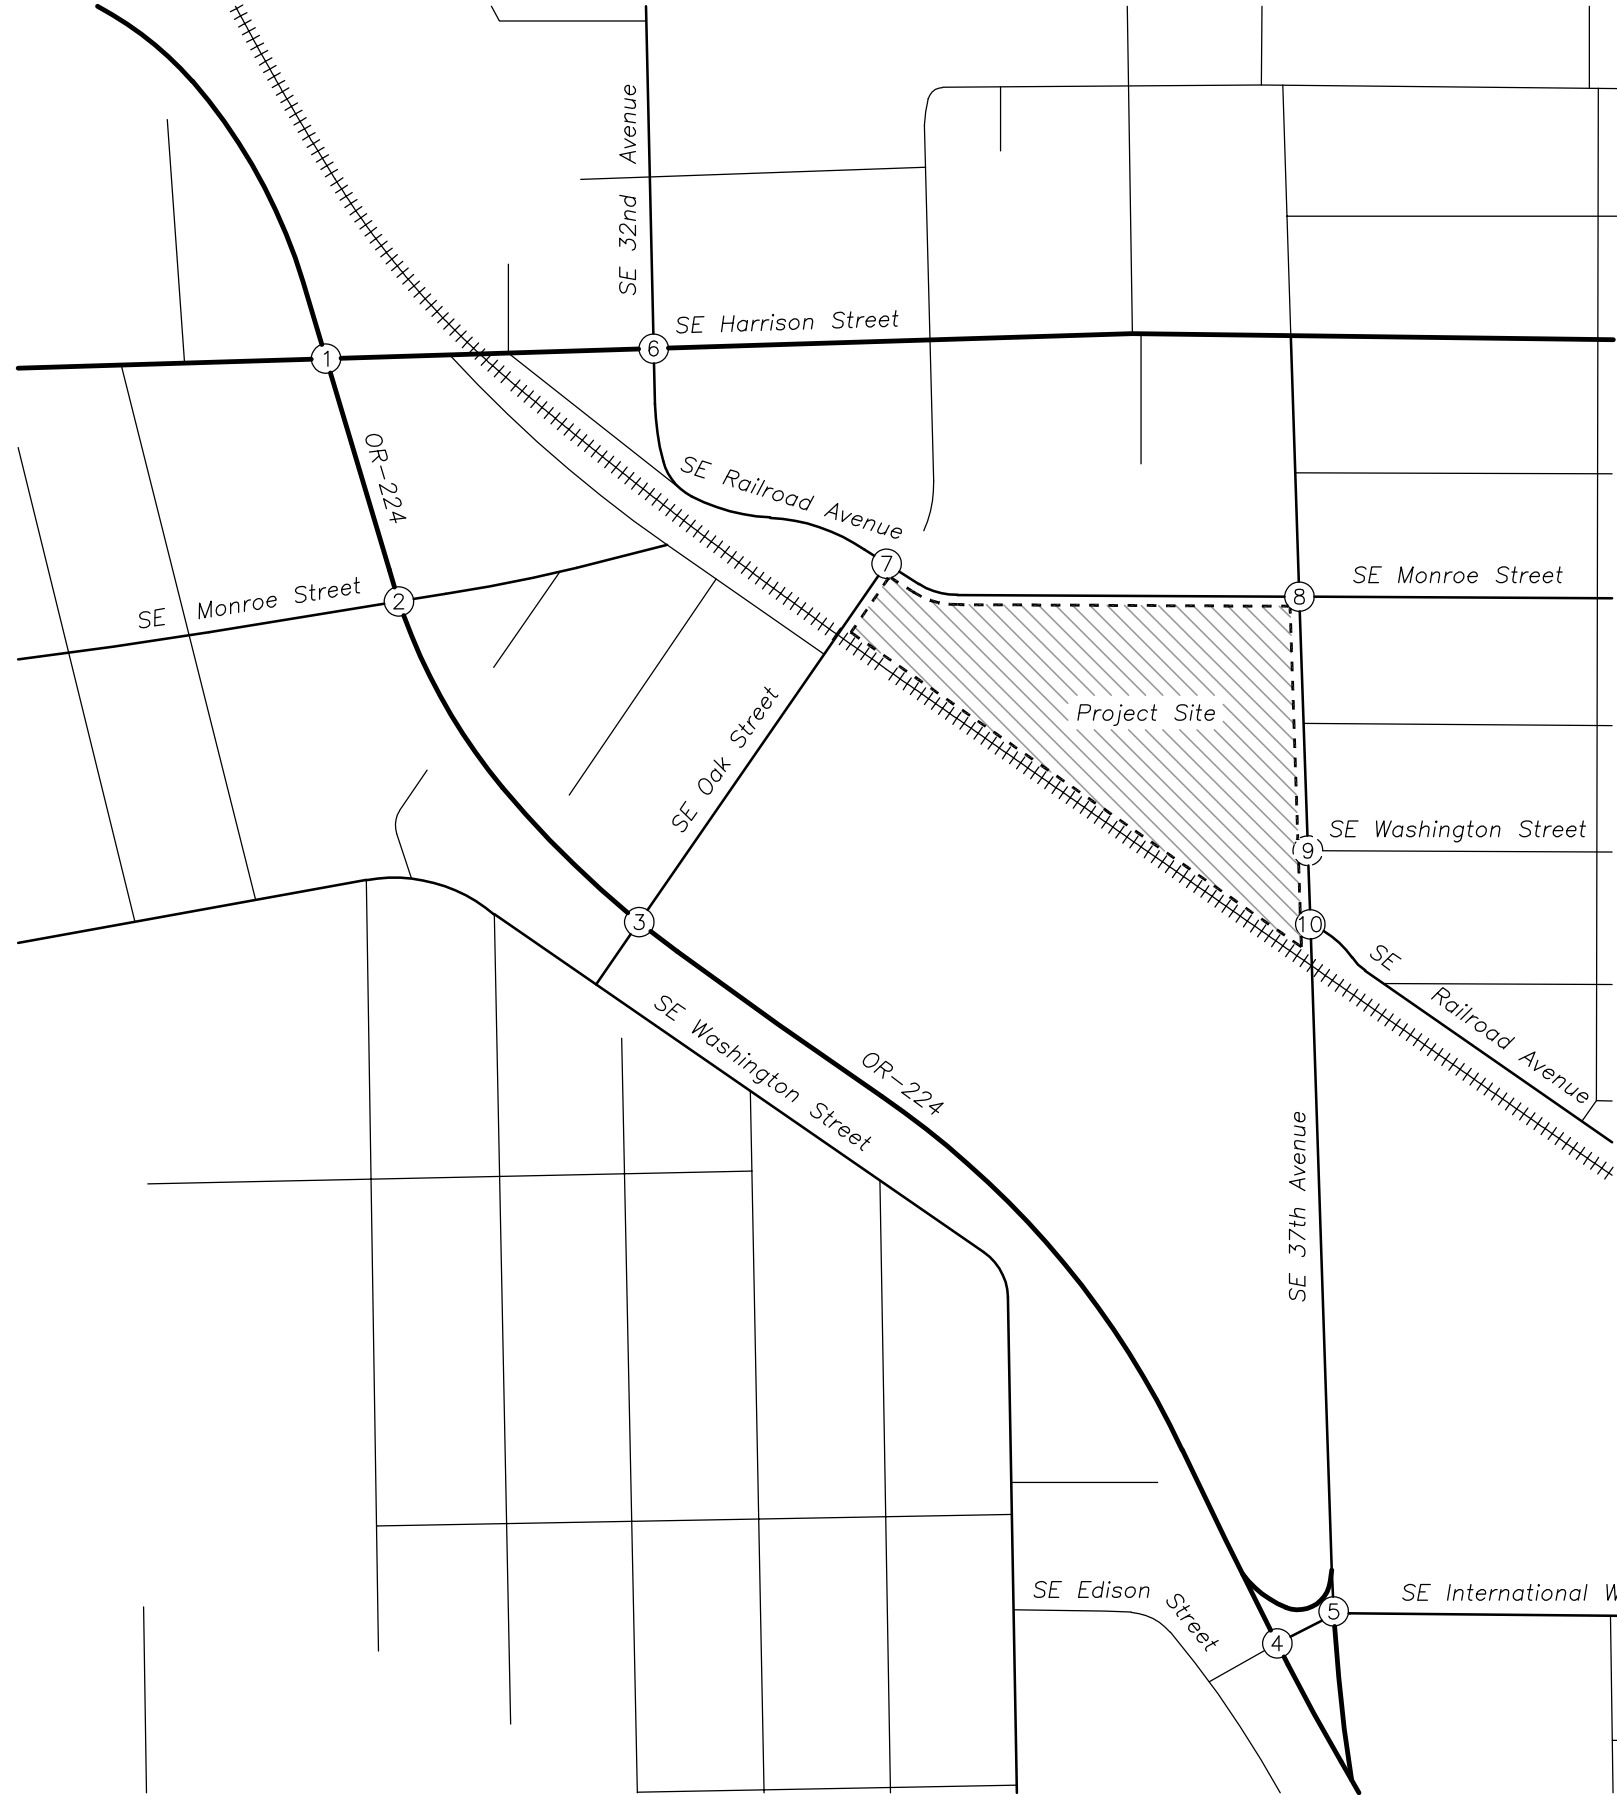 SE 32nd Avenue
SE Harrison Street
6
1
OR-224
SE Railroad Avenue
7
SE Monroe Street
8
SE Monroe Street
2
Project Site
SE Oak Street
SE Washington Street
9
3
10
SE Railroad Avenue
SE Washington Street
OR-224
SE 37th Avenue
SE Edison Street
SE International W
5
4